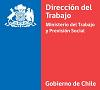 Dirección del
Trabajo
Ministerio del Trabajo
y Previsión Social
Gobierno de Chile